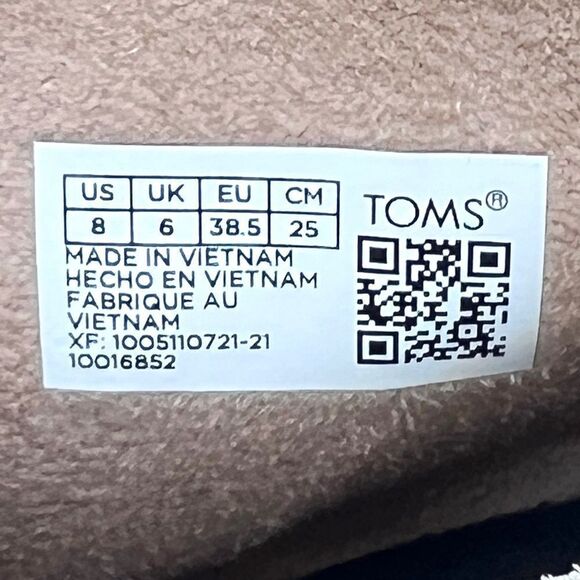 US UK EU CM
8 6 38.5 25
TOMS®
MADE IN VIETNAM
HECHO EN VIETNAM
FABRIQUE AU
VIETNAM
XF: 1005110721-21
10016852